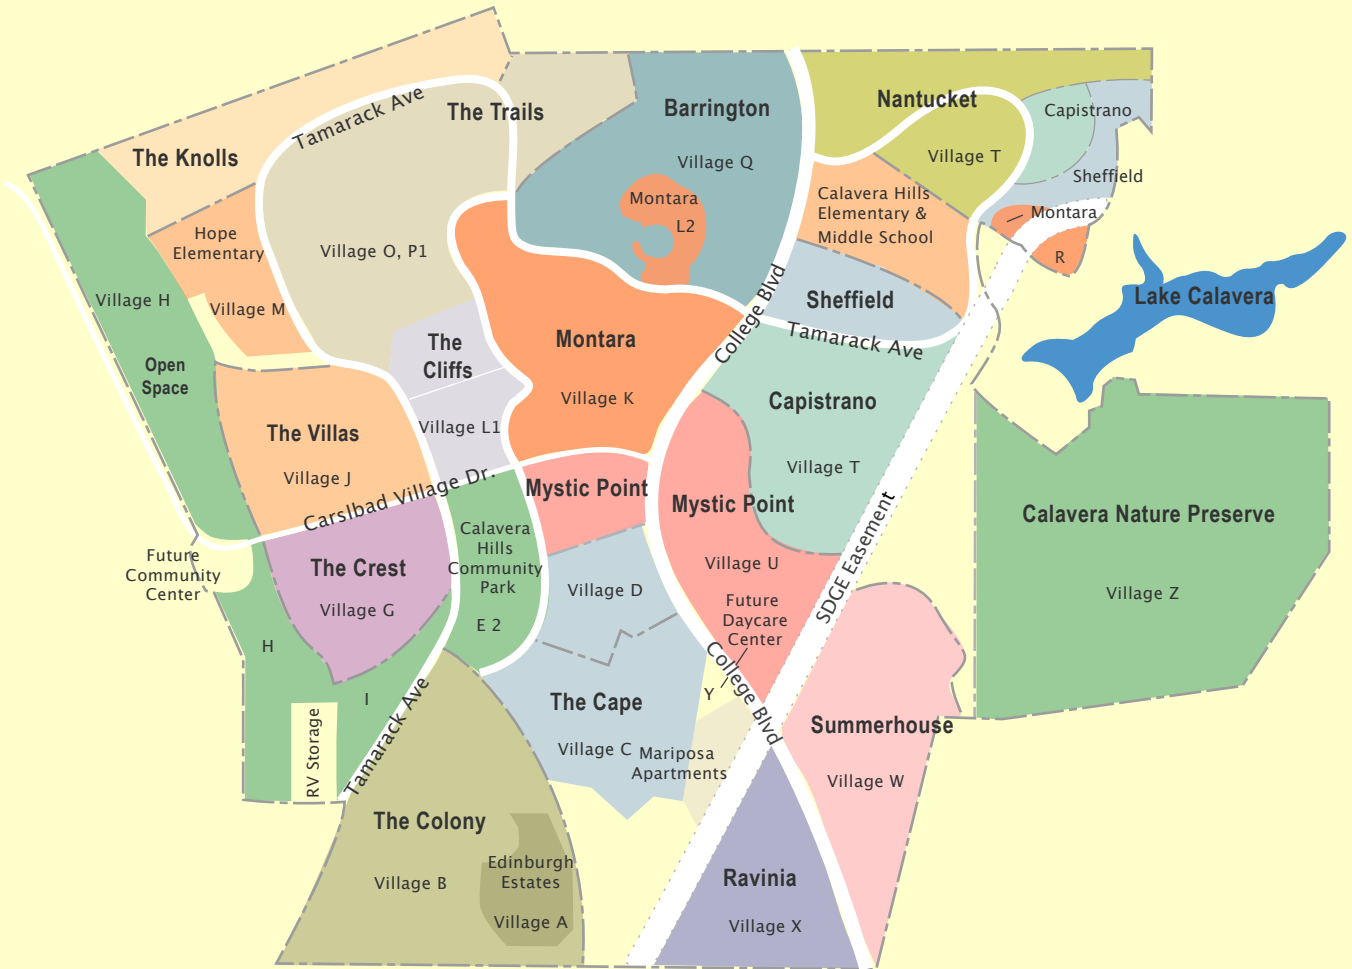 Tamarack Ave
The Trails
Barrington
Village Q
Nantucket
Village T
Capistrano
Sheffield
Montara
R
The Knolls
Hope
Elementary
Village M
Village O, P1
Montara
L2
Calavera Hills
Elementary &
Middle School
Sheffield
Lake Calavera
Village H
Open
Space
The
Cliffs
Village L1
Montara
Village K
College Blvd
Tamarack Ave
Capistrano
Village T
The Villas
Village J
Carslbad Village Dr.
Mystic Point
Mystic Point
Village U
Future
Daycare
Center
Y
SDGE Easement
Calavera Nature Preserve
Village Z
Future
Community
Center
The Crest
Village G
Calavera
Hills
Community
Park
E 2
Village D
H
I
RV Storage
Tamarack Ave
The Cape
Village C
Mariposa
Apartments
College Blvd
Summerhouse
Village W
The Colony
Village B
Edinburgh
Estates
Village A
Ravinia
Village X